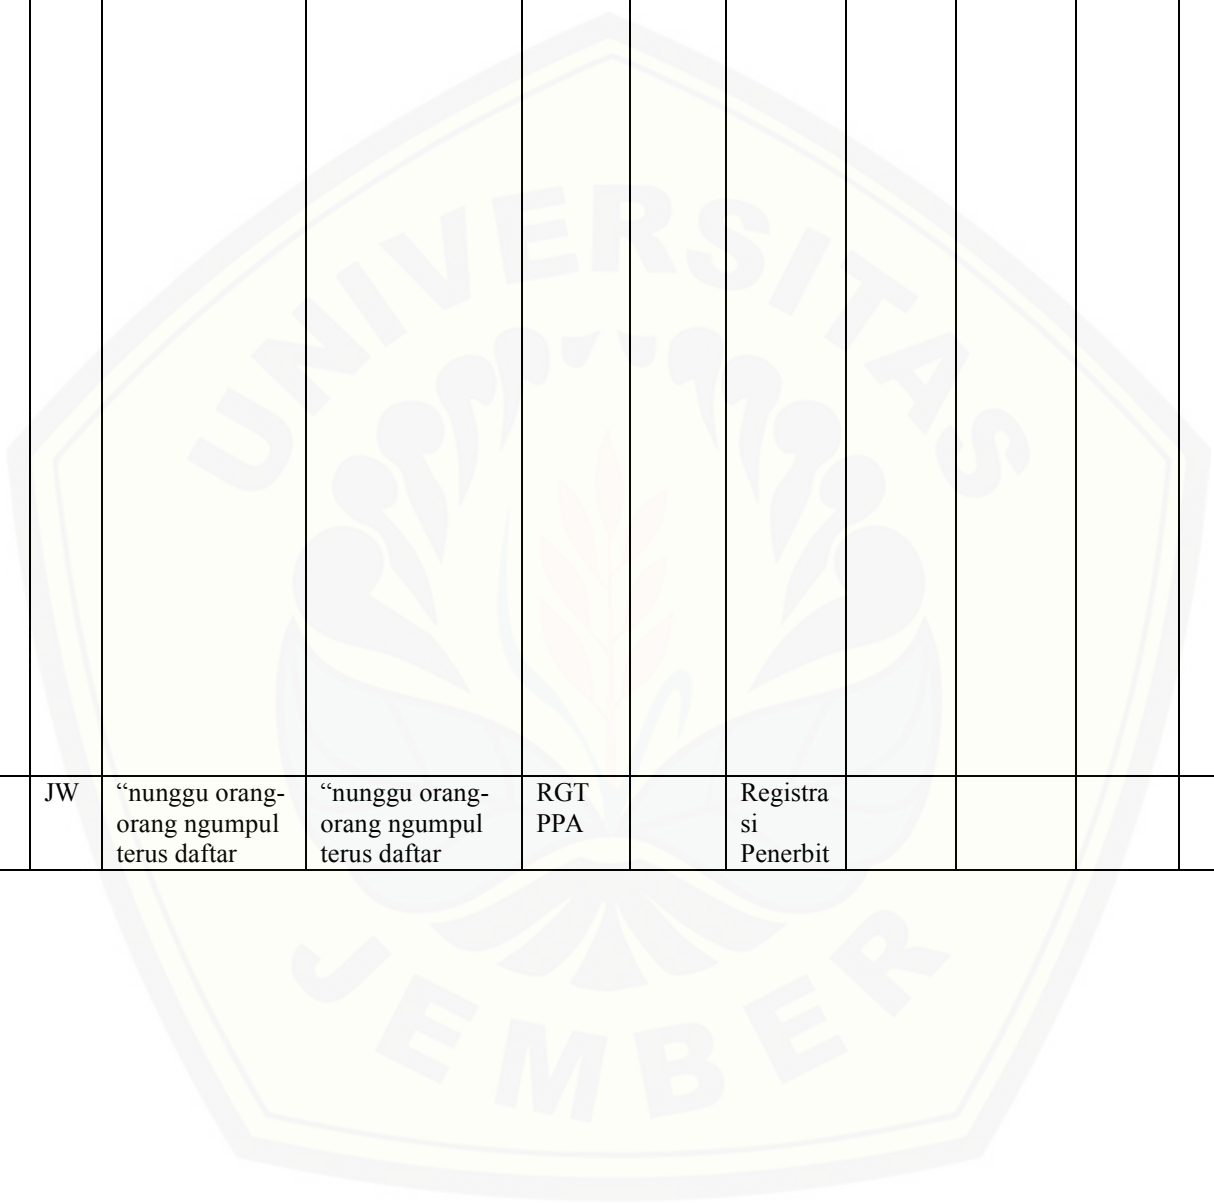 UNIVERSITAS
JW “nunggu orang- “nunggu orang- RGT Registra
orang ngumpul orang ngumpul PPA si
terus daftar terus daftar Penerbit
JEMBER